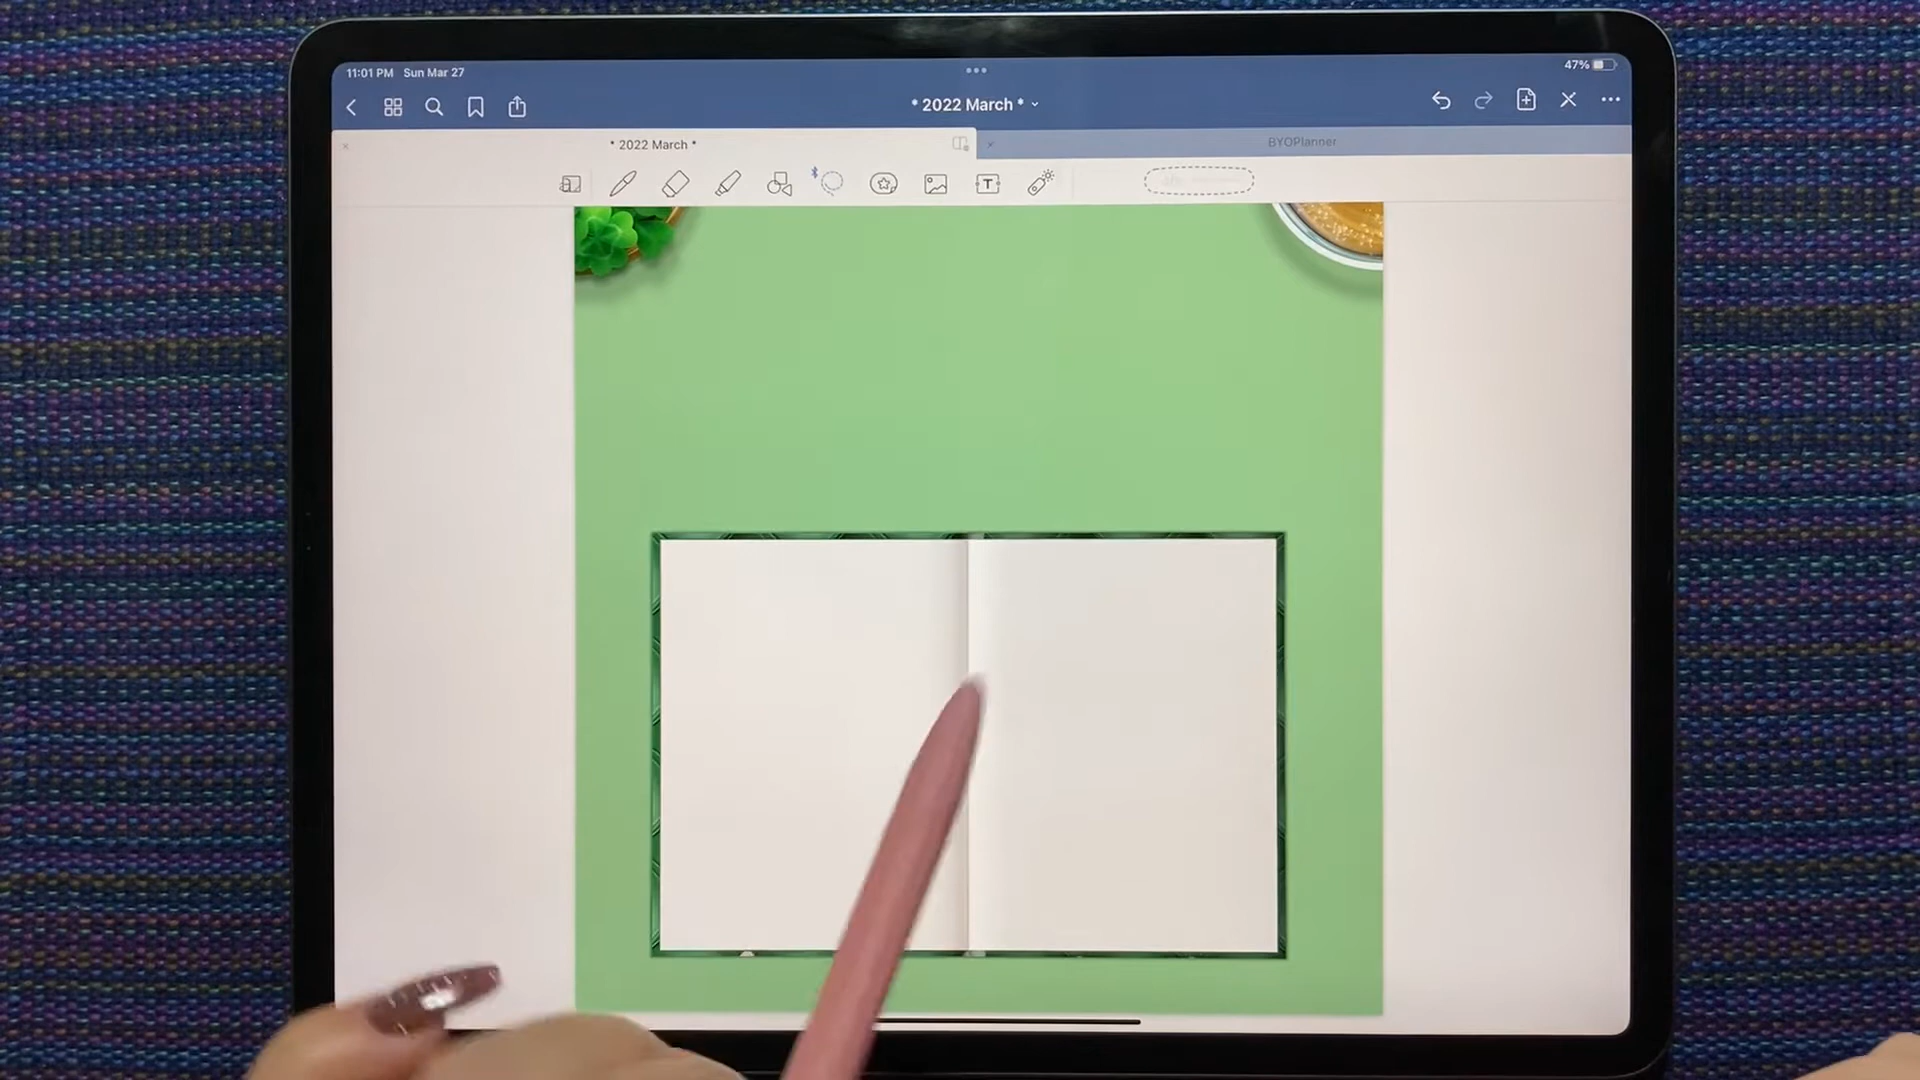 11:01 PM Sun Mar 27
47%
* 2022 March *
* 2022 March *
BYOPlanner
T